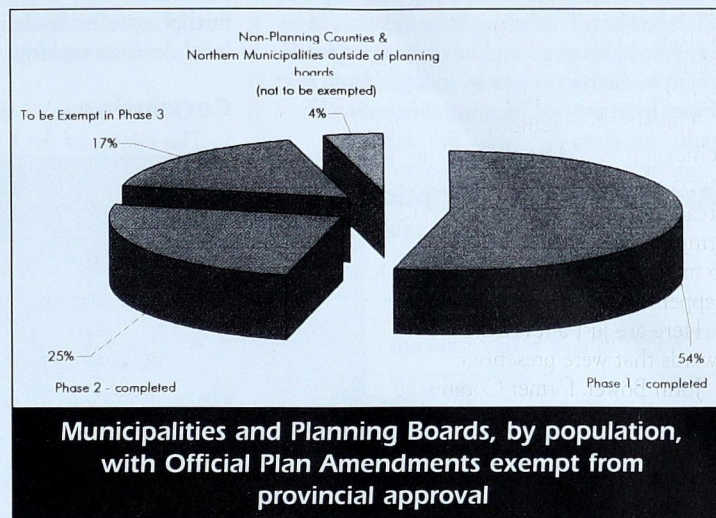 Non-Planning Counties &
Northern Municipalities outside of planning
boards
(not to be exempted)
4%
To be Exempt in Phase 3
17%
25%
Phase 2 - completed
54%
Phase 1 - completed
Municipalities and Planning Boards, by population,
with Official Plan Amendments exempt from
provincial approval